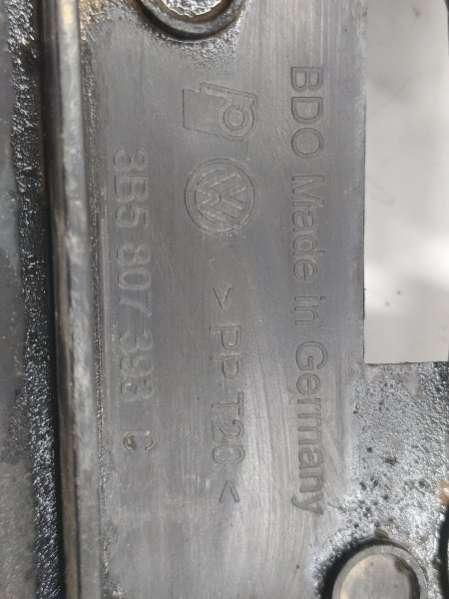 BDO Made in Germany
> PP T20 <
3B5 807 393 C